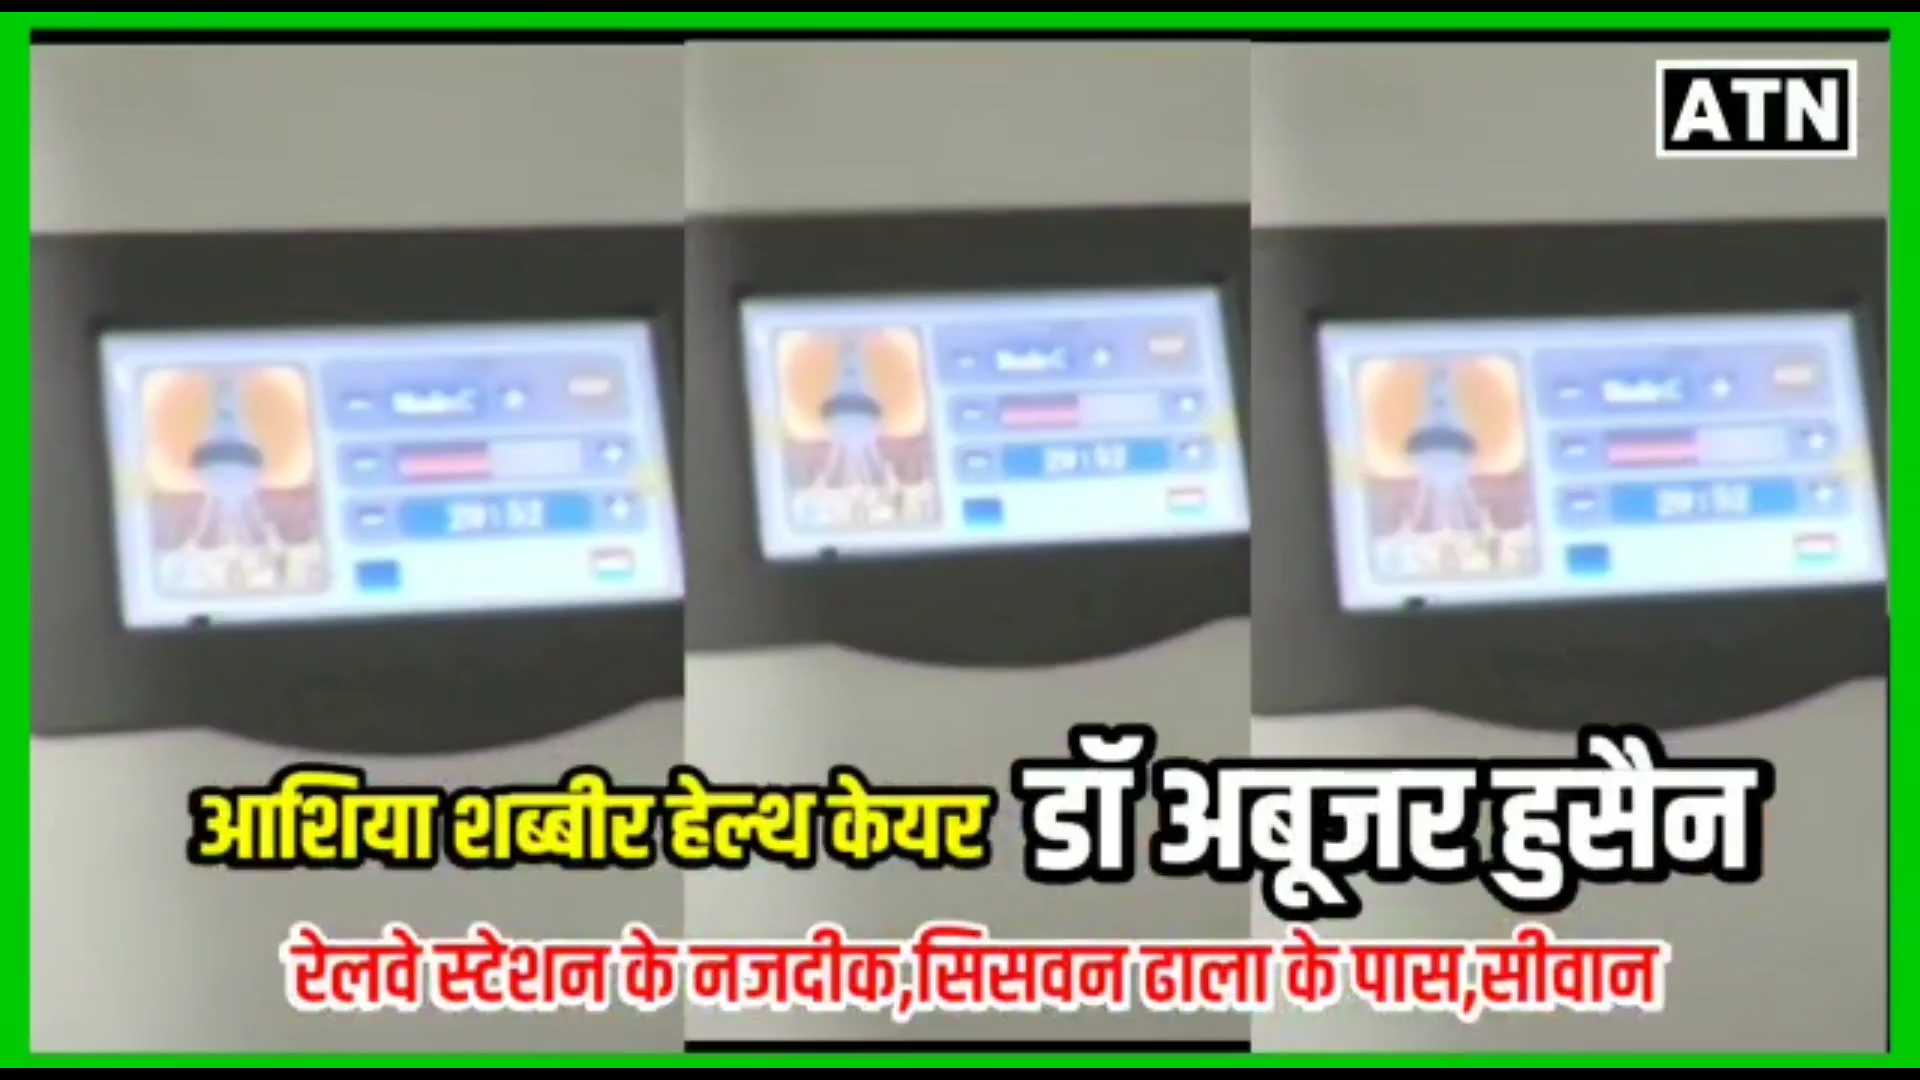 ATN
आशिया शब्बीर हेल्थ केयर डॉ अबूजर हुसैन
रेलवे स्टेशन के नजदीक,सिसवन ढाला के पास,सीवान